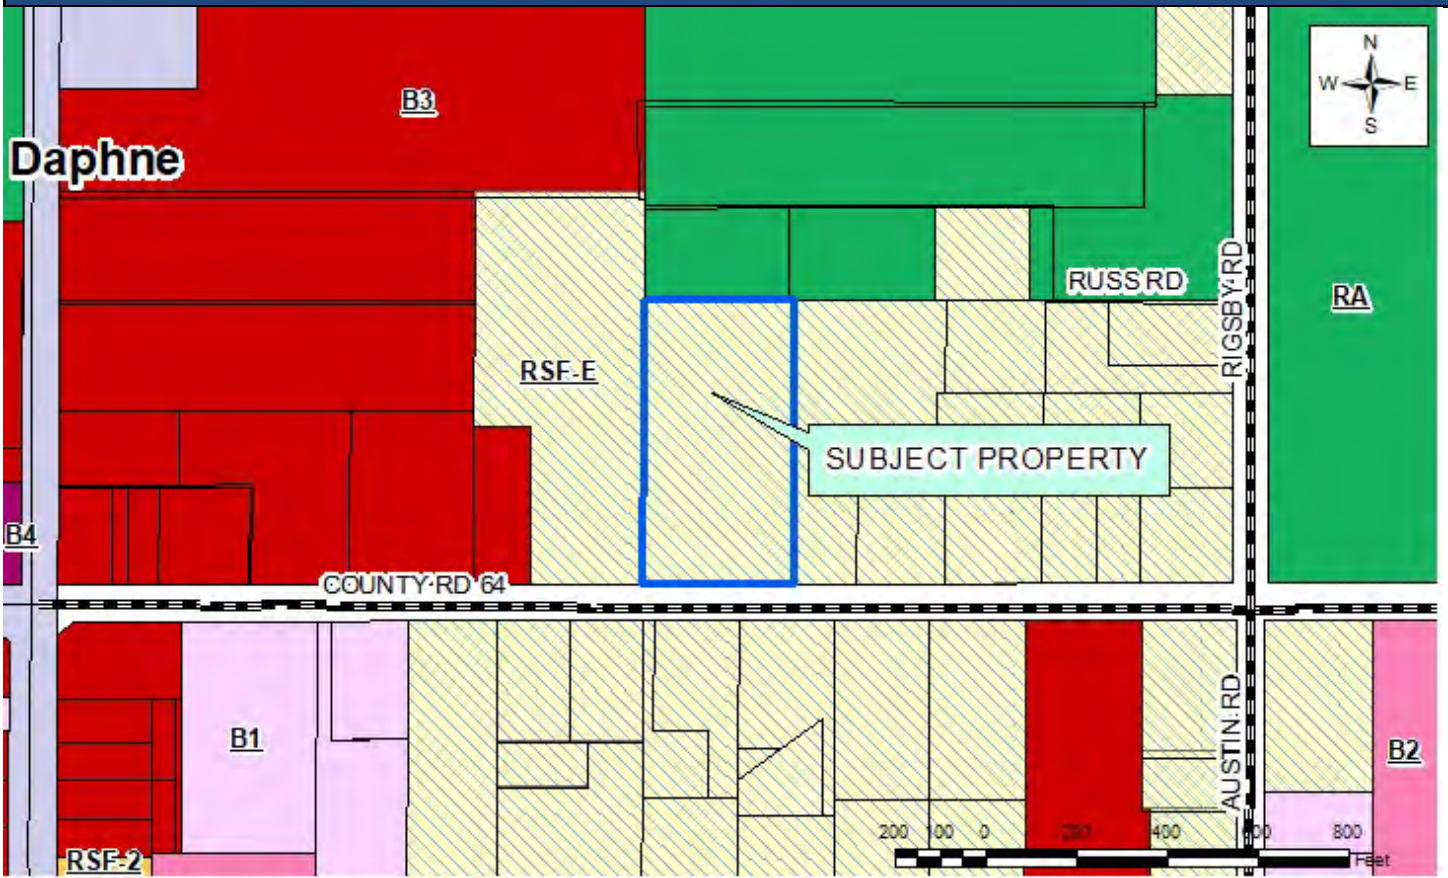 N
W E
S
B3
Daphne
RUSS RD
RIGSBY RD
RA
RSF-E
SUBJECT PROPERTY
B4
COUNTY RD 64
B1
AUSTIN RD
B2
200 100 0 200 400 600 800
Feet
RSF-2